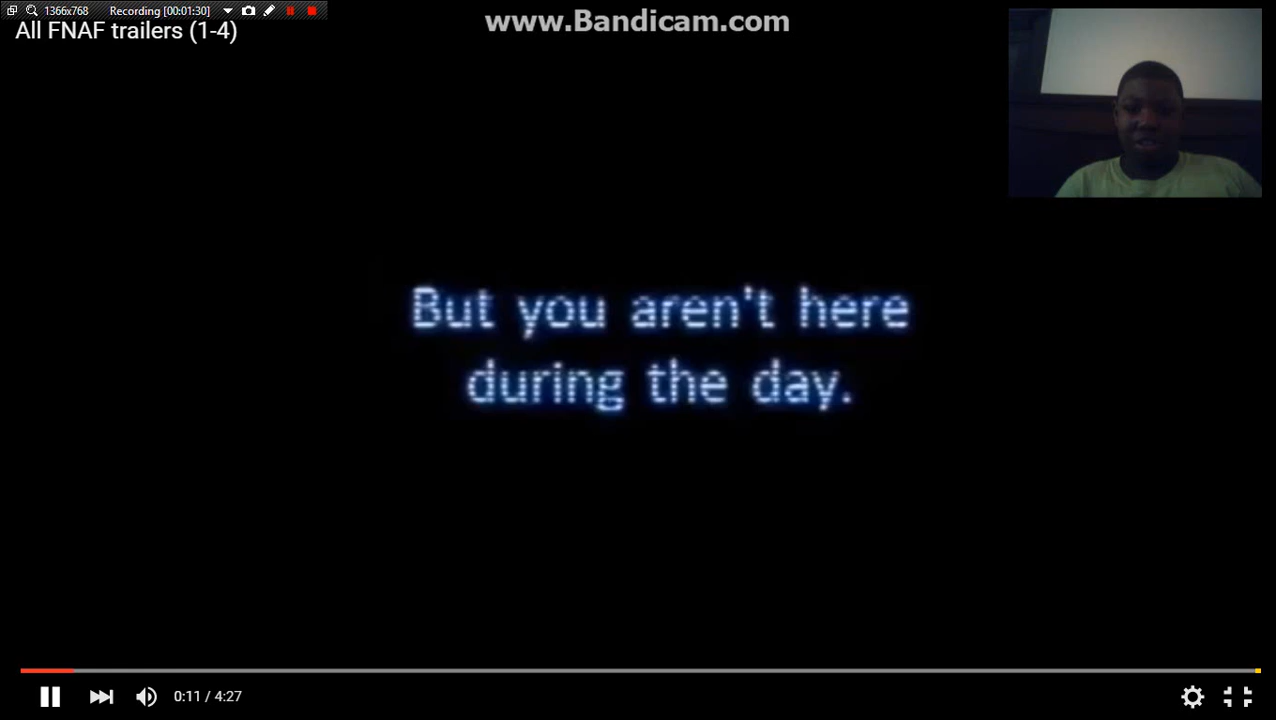 1366x768 Recording [00:01:30]
www.Bandicam.com
All FNAF trailers (1-4)
But you aren't here
during the day.
0:11 / 4:27